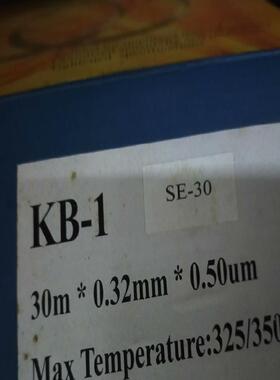 KB-1
SE-30
30m * 0.32mm * 0.50um
Max Temperature:325/350